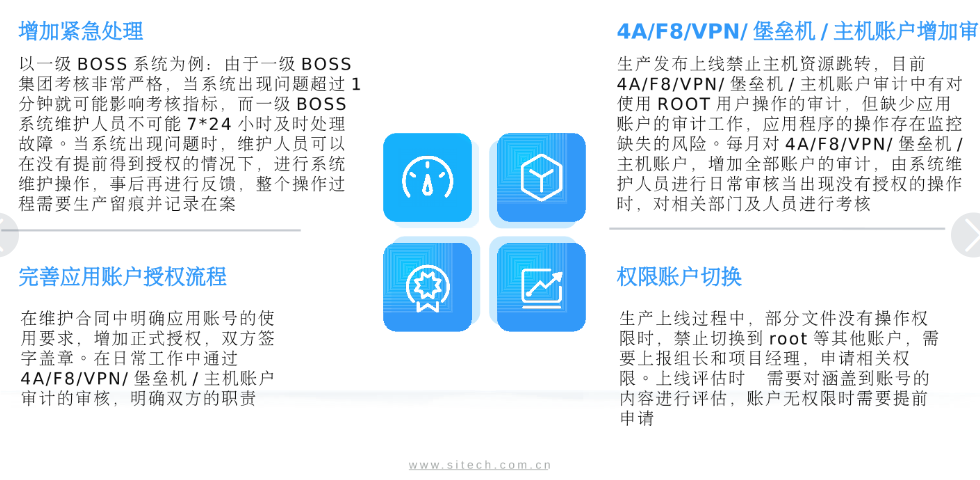 增加紧急处理
以一级 BOSS 系统为例：由于一级 BOSS
集团考核非常严格，当系统出现问题超过 1
分钟就可能影响考核指标，而一级 BOSS
系统维护人员不可能 7*24 小时及时处理
故障。当系统出现问题时，维护人员可以
在没有提前得到授权的情况下，进行系统
维护操作，事后再进行反馈，整个操作过
程需要生产留痕并记录在案
4A/F8/VPN/ 堡垒机 / 主机账户增加审
生产发布上线禁止主机资源跳转，目前
4A/F8/VPN/ 堡垒机 / 主机账户审计中有对
使用 ROOT 用户操作的审计，但缺少应用
账户的审计工作，应用程序的操作存在监控
缺失的风险。每月对 4A/F8/VPN/ 堡垒机 /
主机账户，增加全部账户的审计，由系统维
护人员进行日常审核当出现没有授权的操作
时，对相关部门及人员进行考核
完善应用账户授权流程
在维护合同中明确应用账号的使
用要求，增加正式授权，双方签
字盖章。在日常工作中通过
4A/F8/VPN/ 堡垒机 / 主机账户
审计的审核，明确双方的职责
权限账户切换
生产上线过程中，部分文件没有操作权
限时，禁止切换到 root 等其他账户，需
要上报组长和项目经理，申请相关权
限。上线评估时 需要对涵盖到账号的
内容进行评估，账户无权限时需要提前
申请
www.sitech.com.cn